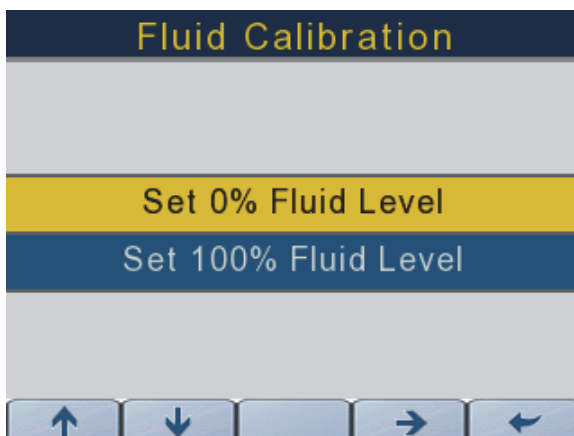 Fluid Calibration
Set 0% Fluid Level
Set 100% Fluid Level